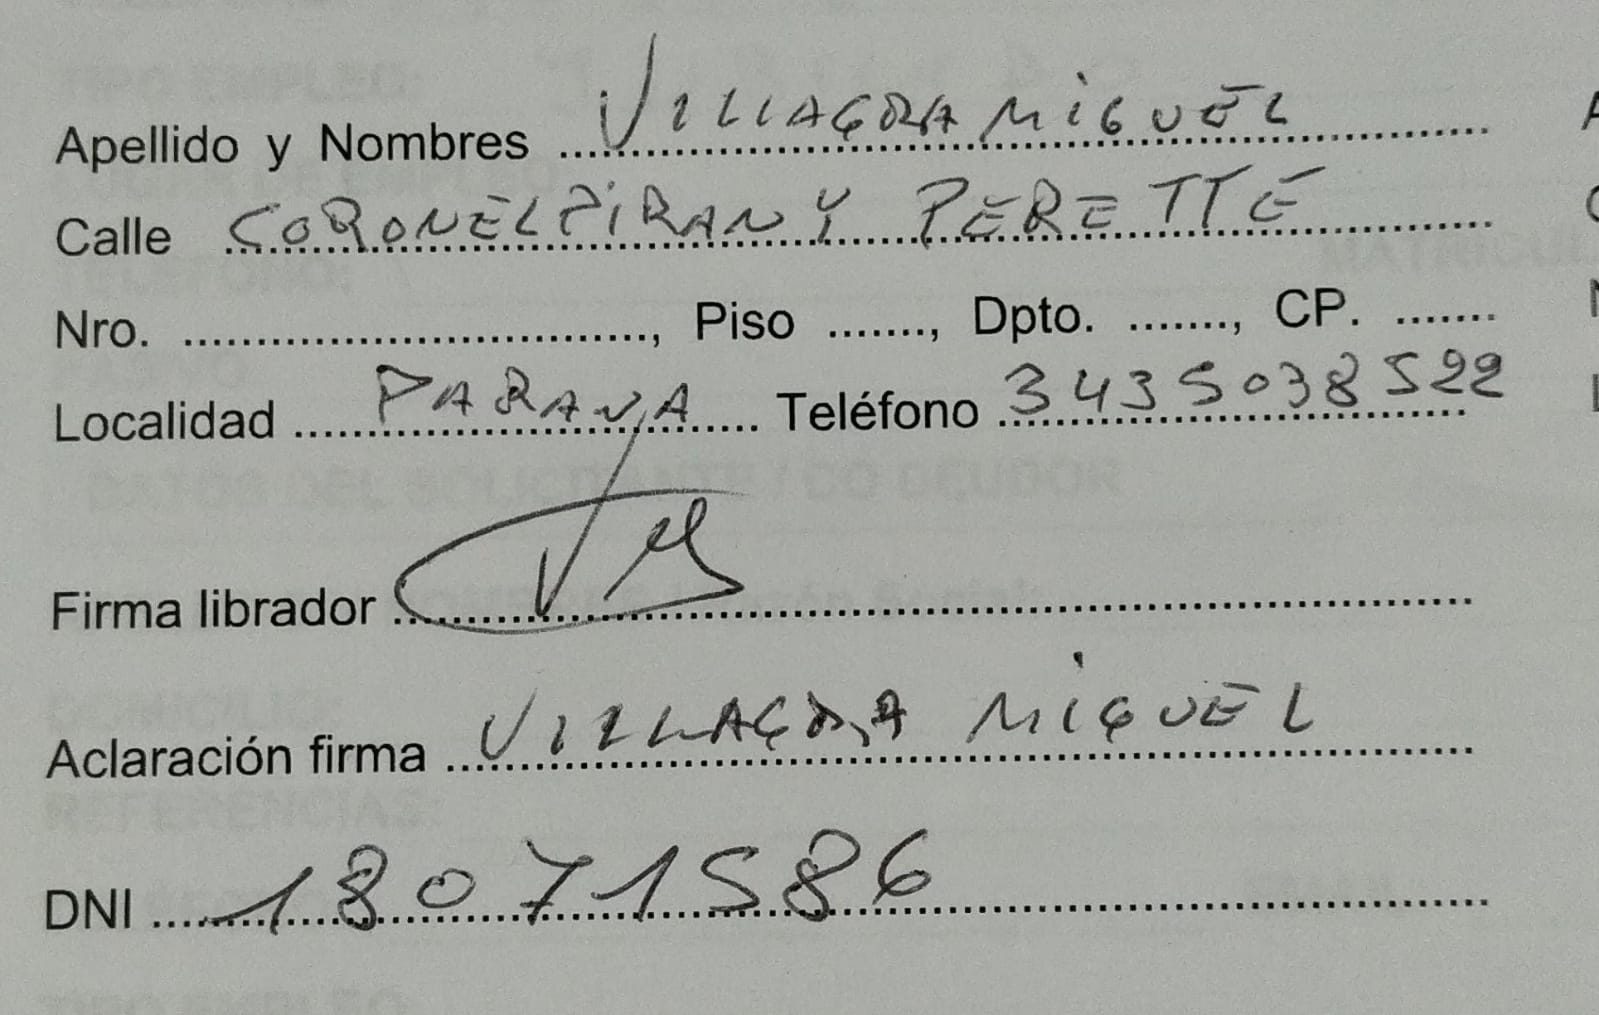 Apellido y Nombres VILLAGRA MIGUEL
Calle CORONEL PIRAN Y PERETTE
Nro. ........................., Piso ......., Dpto. ......., CP. .......
Localidad PARANA Teléfono 3435038522
Firma librador
Aclaración firma VILLAGRA MIGUEL
DNI 18071586